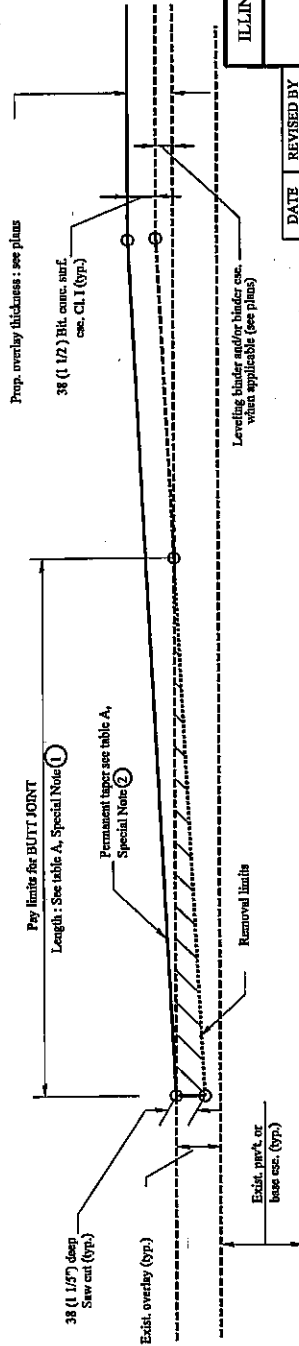 Prop. overlay thickness : see plans
38 (1 1/2 ) Bit. conc. surf.
cse. Cl. I (typ.)
Pay limits for BUTT JOINT
Length : See table A, Special Note 1
Permanent taper see table A,
Special Note 2
38 (1 1/5") deep
Saw cut (typ.)
Exist. overlay (typ.)
Removal limits
Exist. pav't. or
base cse. (typ.)
Leveling binder and/or binder cse.
when applicable (see plans)
ILLIN
DATE REVISED BY